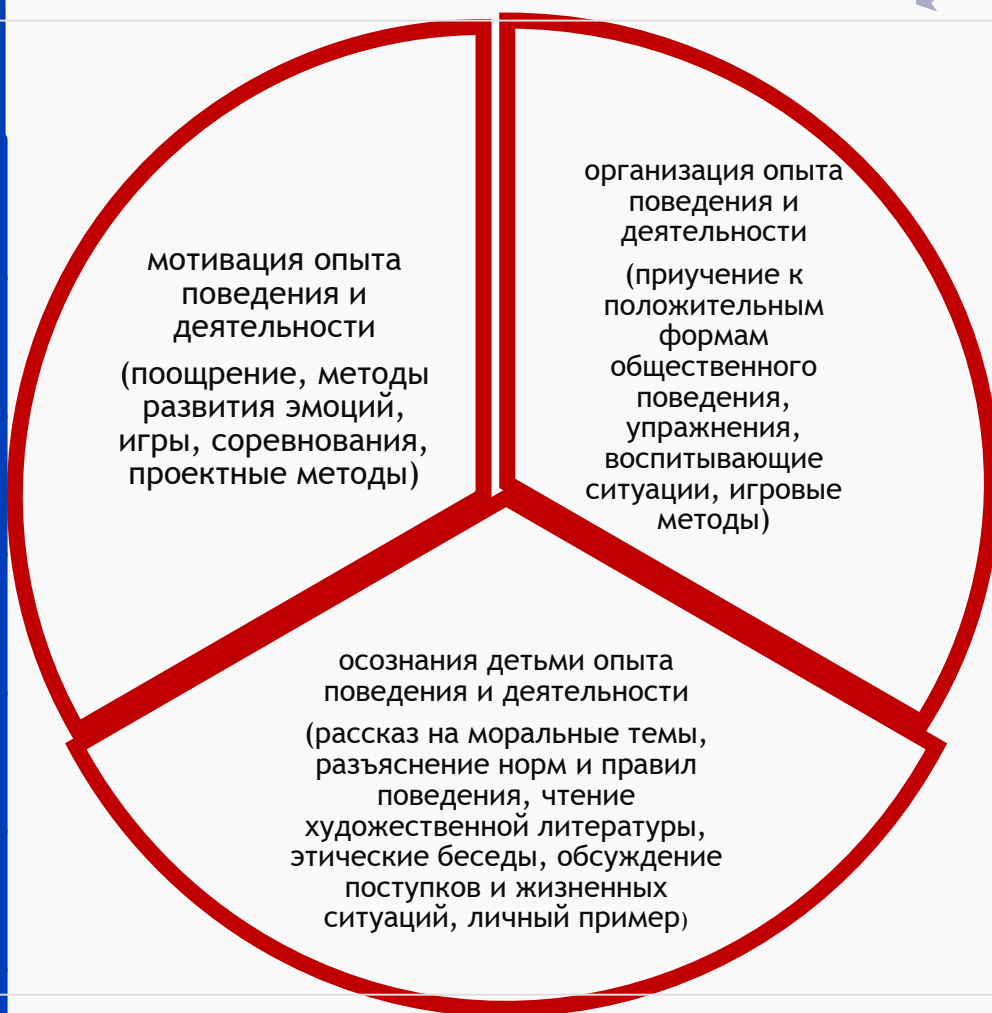 мотивация опыта
поведения и
деятельности
(поощрение, методы
развития эмоций,
игры, соревнования,
проектные методы)
организация опыта
поведения и
деятельности
(приучение к
положительным
формам
общественного
поведения,
упражнения,
воспитывающие
ситуации, игровые
методы)
осознания детьми опыта
поведения и деятельности
(рассказ на моральные темы,
разъяснение норм и правил
поведения, чтение
художественной литературы,
этические беседы, обсуждение
поступков и жизненных
ситуаций, личный пример)